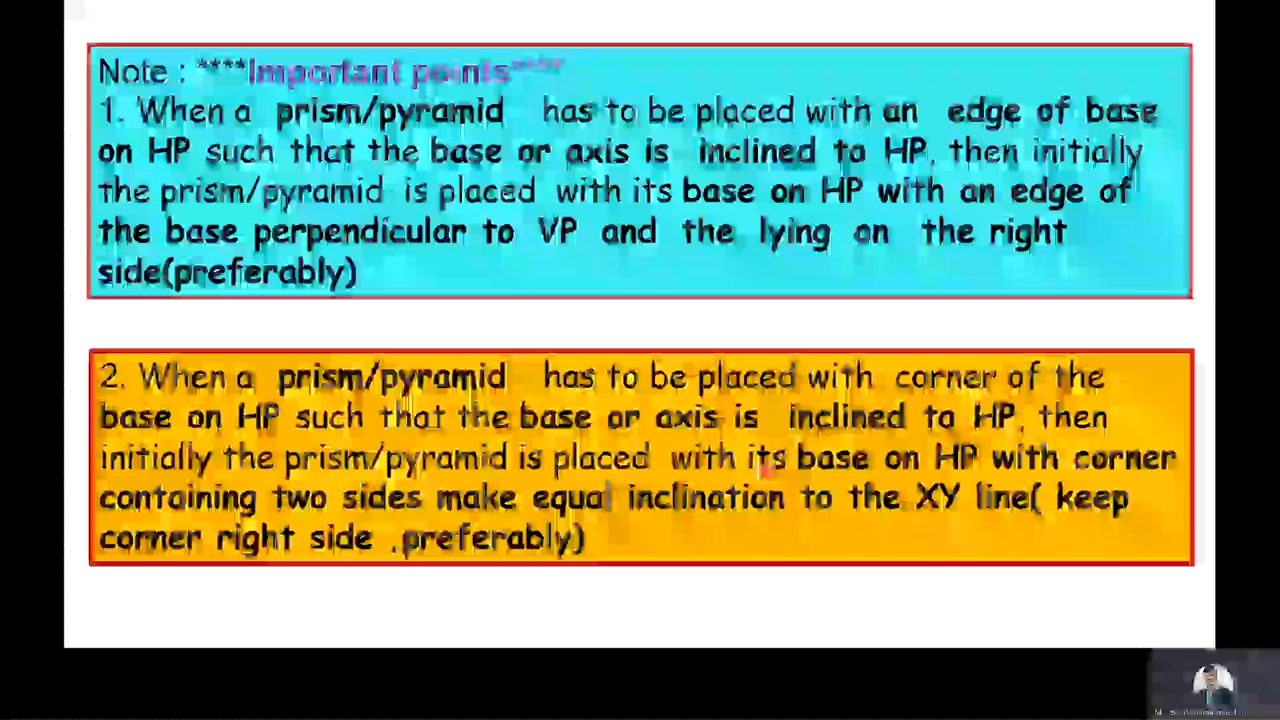 Note : ****Important points****
1. When a prism/pyramid has to be placed with an edge of base
on HP such that the base or axis is inclined to HP, then initially
the prism/pyramid is placed with its base on HP with an edge of
the base perpendicular to VP and the lying on the right
side(preferably)
2. When a prism/pyramid has to be placed with corner of the
base on HP such that the base or axis is inclined to HP, then
initially the prism/pyramid is placed with its base on HP with corner
containing two sides make equal inclination to the XY line( keep
corner right side ,preferably)